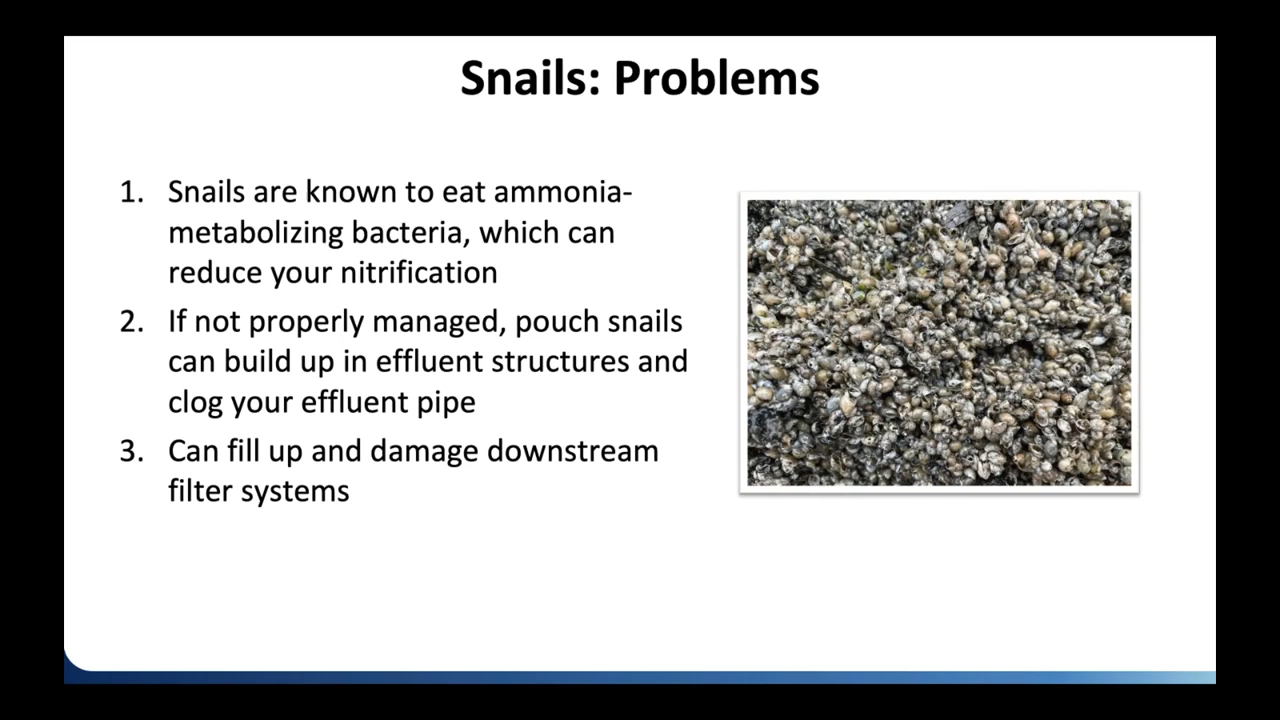 Snails: Problems
1. Snails are known to eat ammonia-
metabolizing bacteria, which can
reduce your nitrification
2. If not properly managed, pouch snails
can build up in effluent structures and
clog your effluent pipe
3. Can fill up and damage downstream
filter systems